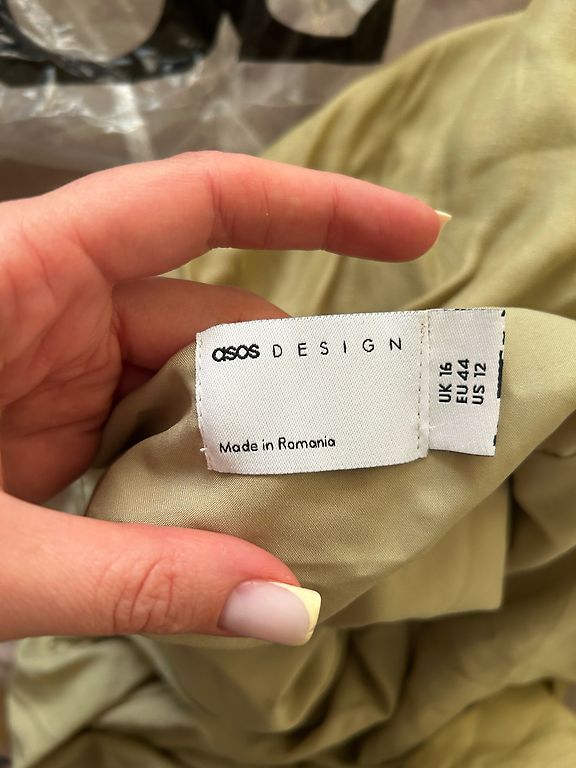 asos DESIGN
Made in Romania
UK 16
EU 44
US 12